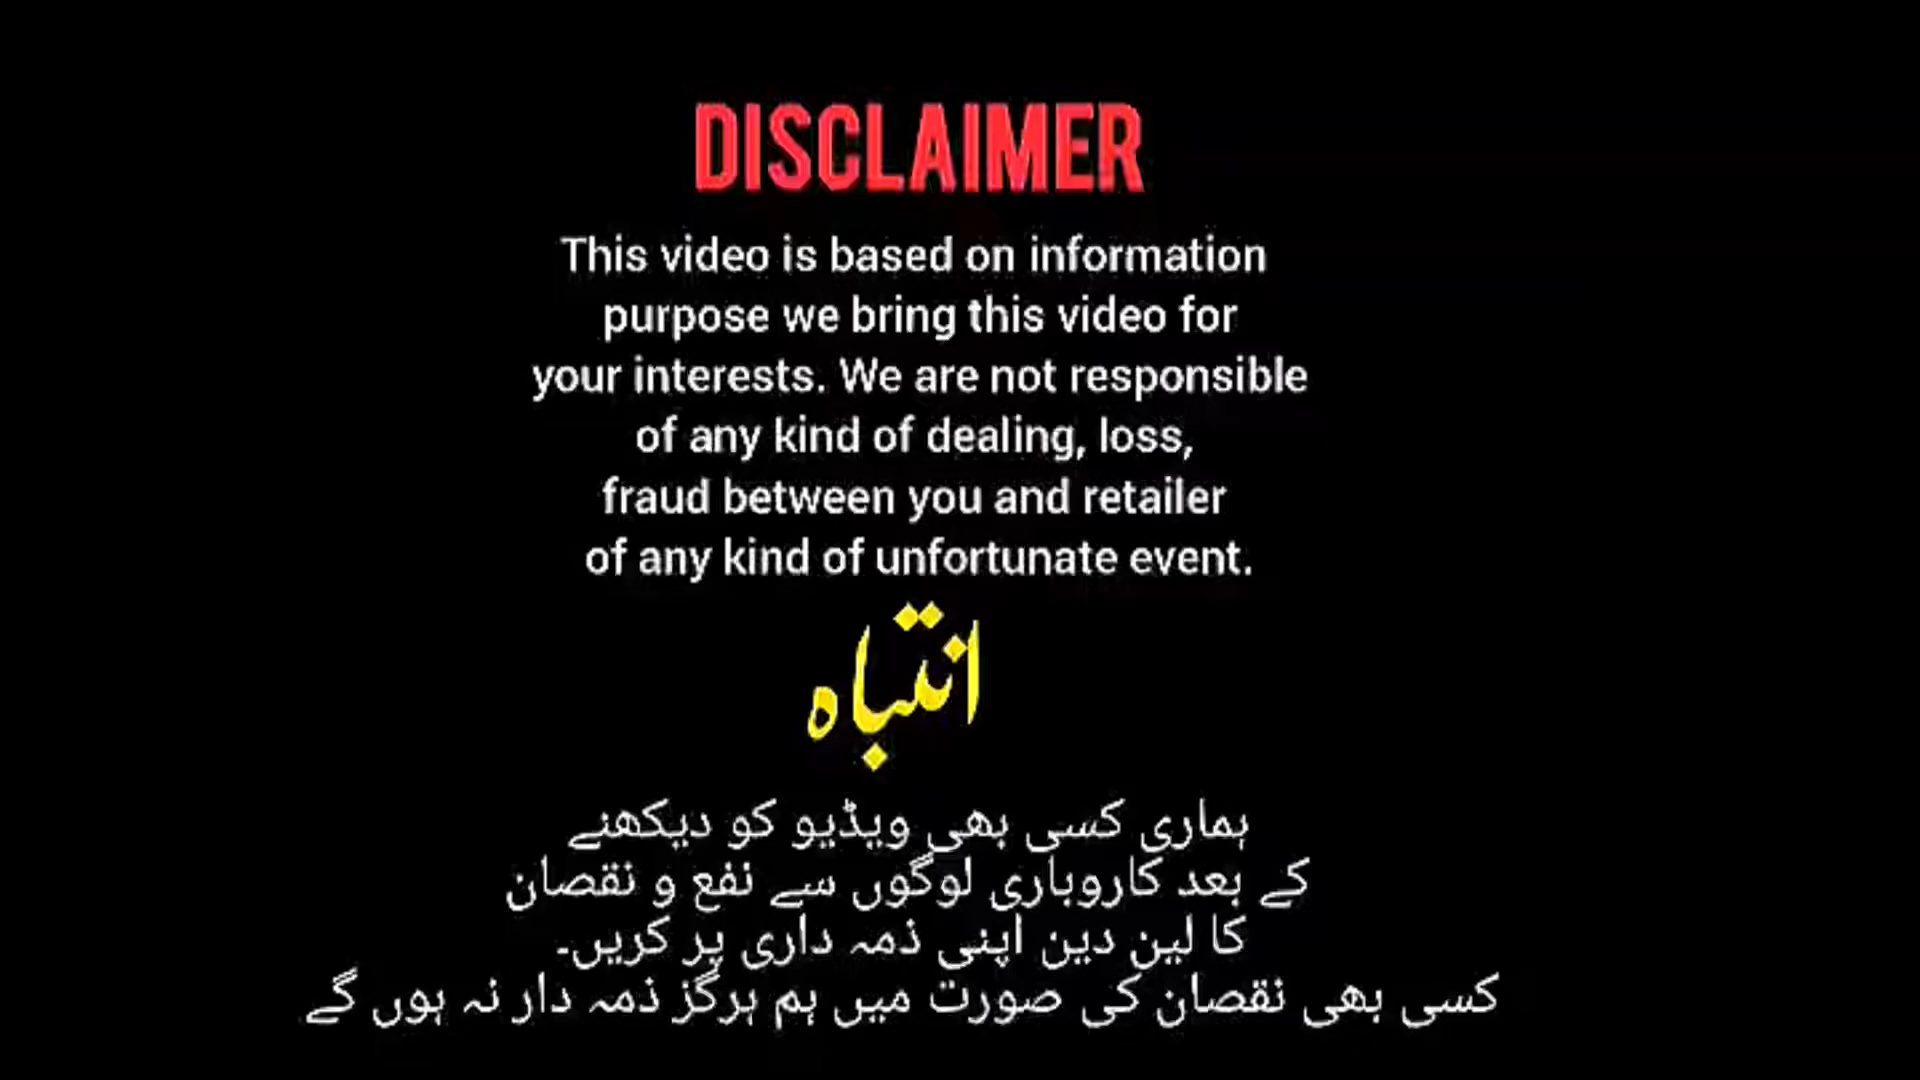 DISCLAIMER
This video is based on information
purpose we bring this video for
your interests. We are not responsible
of any kind of dealing, loss,
fraud between you and retailer
of any kind of unfortunate event.
انتباہ
ہماری کسی بھی ویڈیو کو دیکھنے
کے بعد کاروباری لوگوں سے نفع و نقصان
کا لین دین اپنی ذمہ داری پر کریں۔
کسی بھی نقصان کی صورت میں ہم ہرگز ذمہ دار نہ ہوں گے